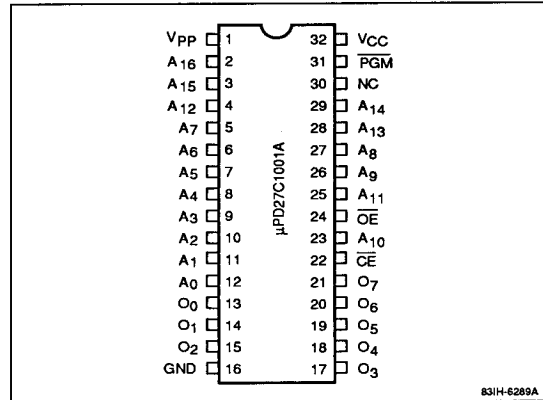 VPP 1 32 VCC
A16 2 31 PGM
A15 3 30 NC
A12 4 29 A14
A7 5 28 A13
A6 6 27 A8
A5 7 26 A9
A4 8 25 A11
A3 9 24 OE
A2 10 23 A10
A1 11 22 CE
A0 12 21 O7
O0 13 20 O6
O1 14 19 O5
O2 15 18 O4
GND 16 17 O3
µPD27C1001A
83IH-6289A